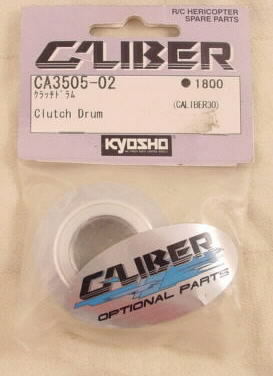 R/C HERICOPTER
SPARE PARTS
CALIBER
CA3505-02
●1800
クラッチドラム
(CALIBER30)
Clutch Drum
KYOSHO
CALIBER
OPTIONAL PARTS